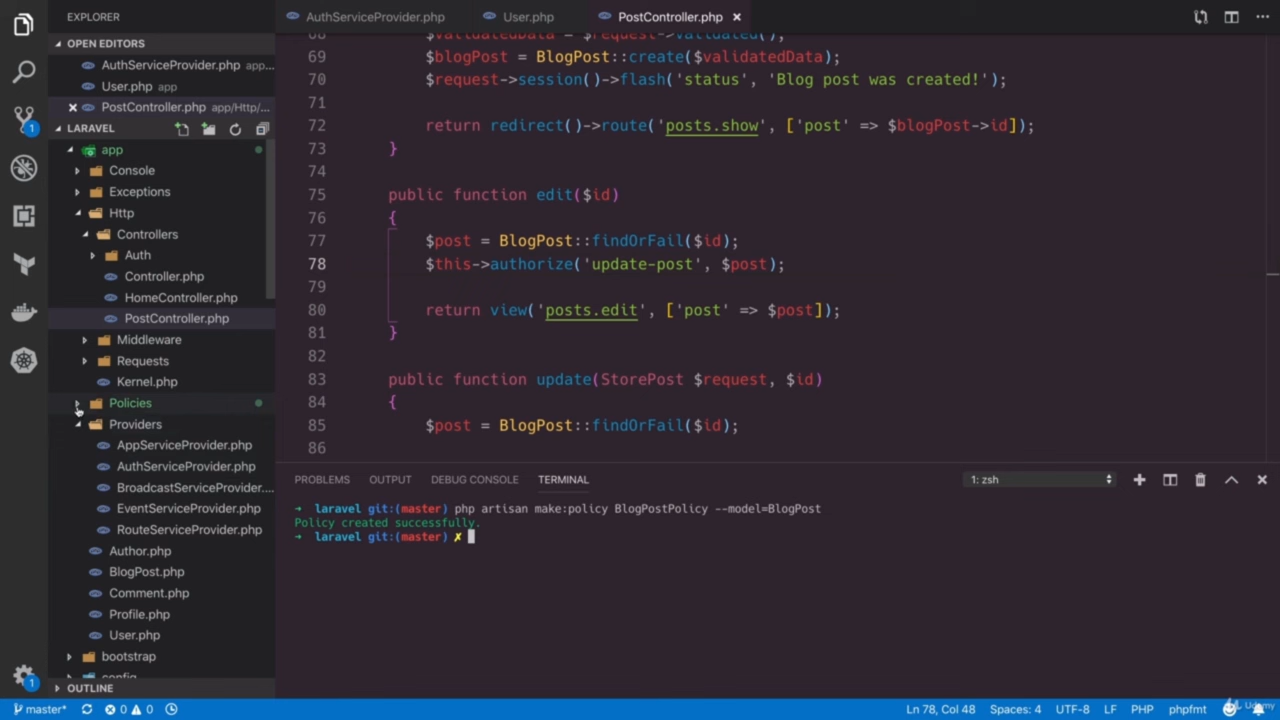 EXPLORER
AuthServiceProvider.php
User.php
PostController.php ×
OPEN EDITORS
AuthServiceProvider.php app...
User.php app
× PostController.php app/Http/...
LARAVEL
app
Console
Exceptions
Http
Controllers
Auth
Controller.php
HomeController.php
PostController.php
Middleware
Requests
Kernel.php
Policies
Providers
AppServiceProvider.php
AuthServiceProvider.php
BroadcastServiceProvider....
EventServiceProvider.php
RouteServiceProvider.php
Author.php
BlogPost.php
Comment.php
Profile.php
User.php
bootstrap
config
OUTLINE
1
1
68 $validatedData = $request->validated();
69 $blogPost = BlogPost::create($validatedData);
70 $request->session()->flash('status', 'Blog post was created!');
71
72 return redirect()->route('posts.show', ['post' => $blogPost->id]);
73 }
74
75 public function edit($id)
76 {
77 $post = BlogPost::findOrFail($id);
78 $this->authorize('update-post', $post);
79
80 return view('posts.edit', ['post' => $post]);
81 }
82
83 public function update(StorePost $request, $id)
84 {
85 $post = BlogPost::findOrFail($id);
86
PROBLEMS OUTPUT DEBUG CONSOLE TERMINAL 1: zsh
→ laravel git:(master) php artisan make:policy BlogPostPolicy --model=BlogPost
Policy created successfully.
→ laravel git:(master) ✗
master* 0 0 Ln 78, Col 48 Spaces: 4 UTF-8 LF PHP phpfmt
Udemy